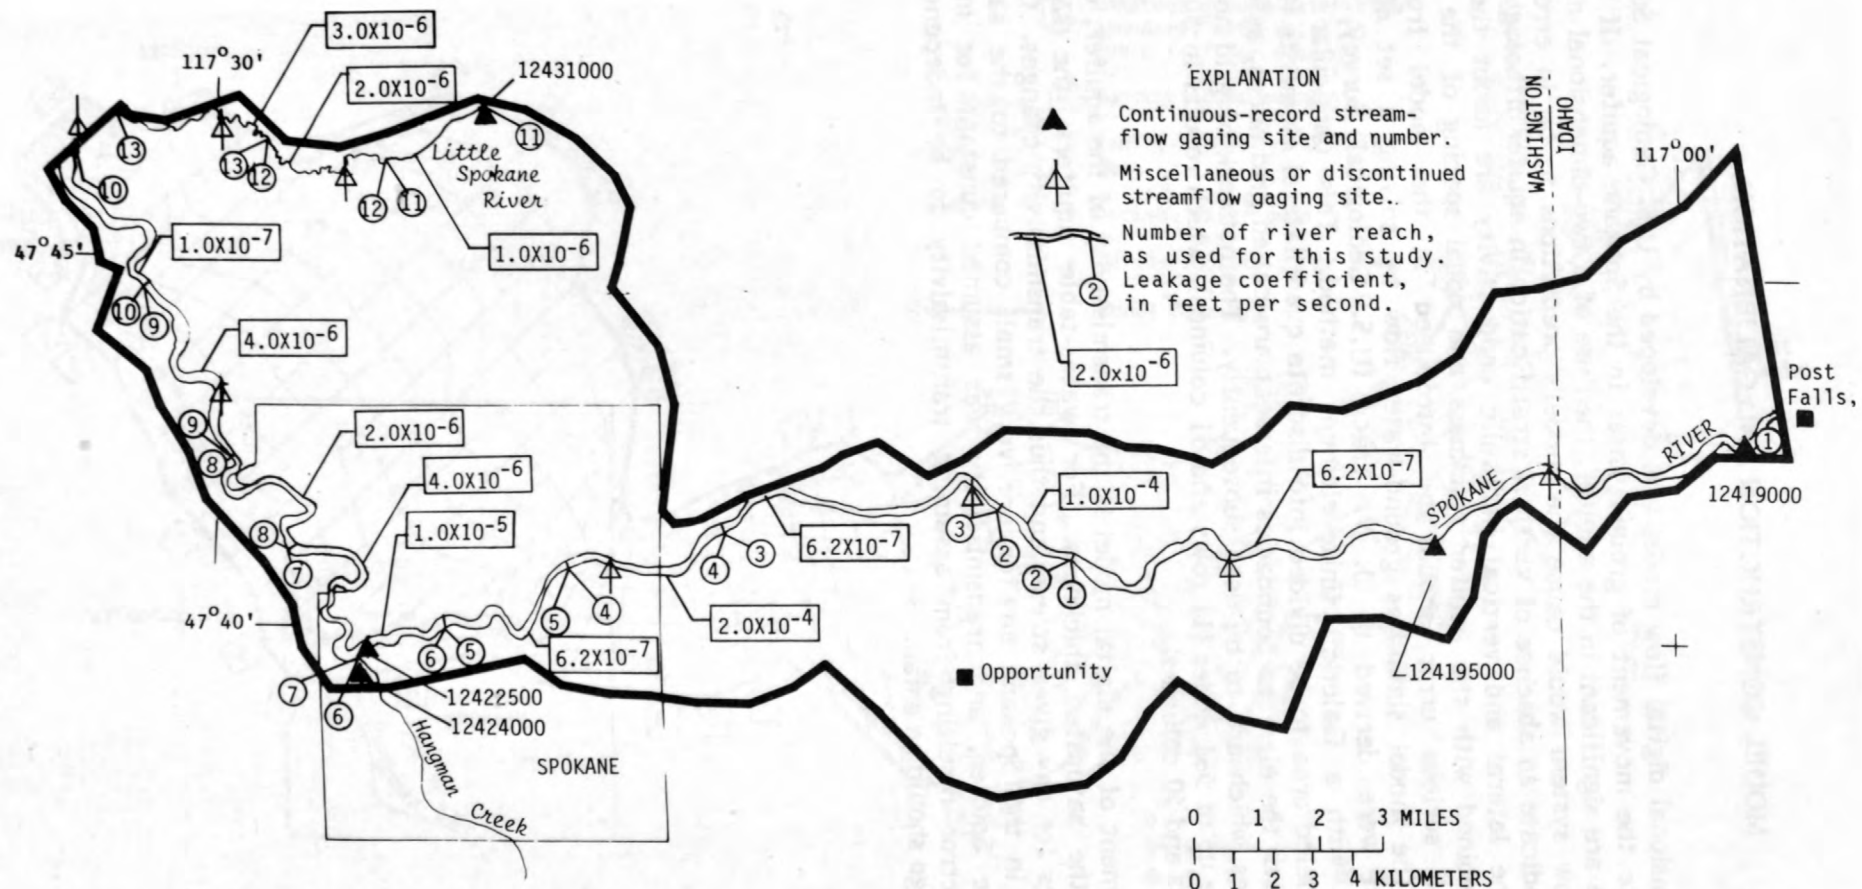 3.0X10-6
117°30'
2.0X10-6
12431000
13
13
12
12
11
11
10
Little
Spokane
River
1.0X10-6
1.0X10-7
47°45'
10
9
4.0X10-6
9
8
2.0X10-6
4.0X10-6
8
7
1.0X10-5
47°40'
7
6
6
5
5
4
4
3
3
2
2
1
1
6.2X10-7
2.0X10-4
6.2X10-7
1.0X10-4
6.2X10-7
12422500
12424000
Hangman
Creek
SPOKANE
Opportunity
124195000
SPOKANE
RIVER
12419000
Post
Falls,
117°00'
WASHINGTON
IDAHO
EXPLANATION
Continuous-record stream-
flow gaging site and number.
Miscellaneous or discontinued
streamflow gaging site..
Number of river reach,
as used for this study.
Leakage coefficient,
in feet per second.
2
2.0x10-6
0 1 2 3 MILES
0 1 2 3 4 KILOMETERS